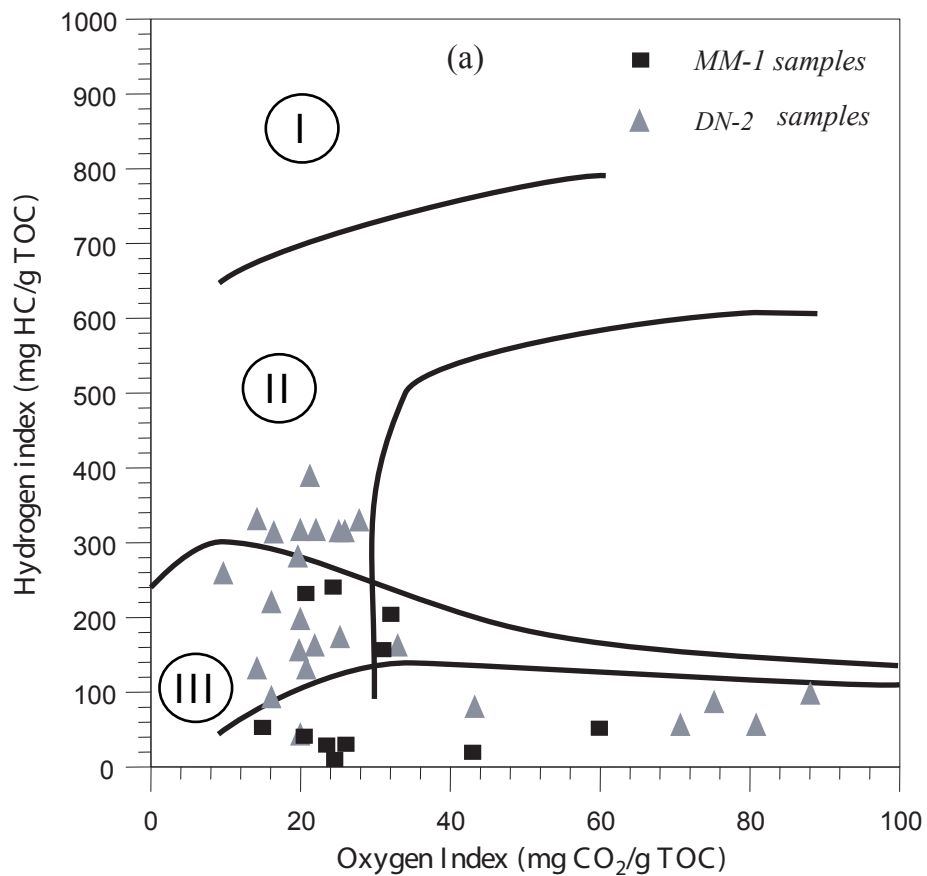 (a)
MM-1 samples
DN-2 samples
I
II
III
Hydrogen index (mg HC/g TOC)
1000
900
800
700
600
500
400
300
200
100
0
0 20 40 60 80 100
Oxygen Index (mg CO₂/g TOC)